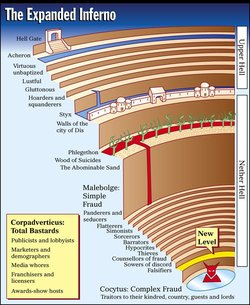 The Expanded Inferno
Hell Gate
Acheron
Virtuous
unbaptized
Lustful
Gluttonous
Hoarders and
squanderers
Styx
Walls of the
city of Dis
Upper Hell
Phlegethon
Wood of Suicides
The Abominable Sand
Nether Hell
Malebolge:
Simple
Fraud
Panderers and
seducers
Flatterers
Simonists
Sorcerers
Barrators
Hypocrites
Thieves
Counsellors of fraud
Sowers of discord
Falsifiers
New
Level
Corpadverticus:
Total Bastards
Publicists and lobbyists
Marketers and
demographers
Media whores
Franchisers and
licensers
Awards-show hosts
Cocytus: Complex Fraud
Traitors to their kindred, country, guests and lords